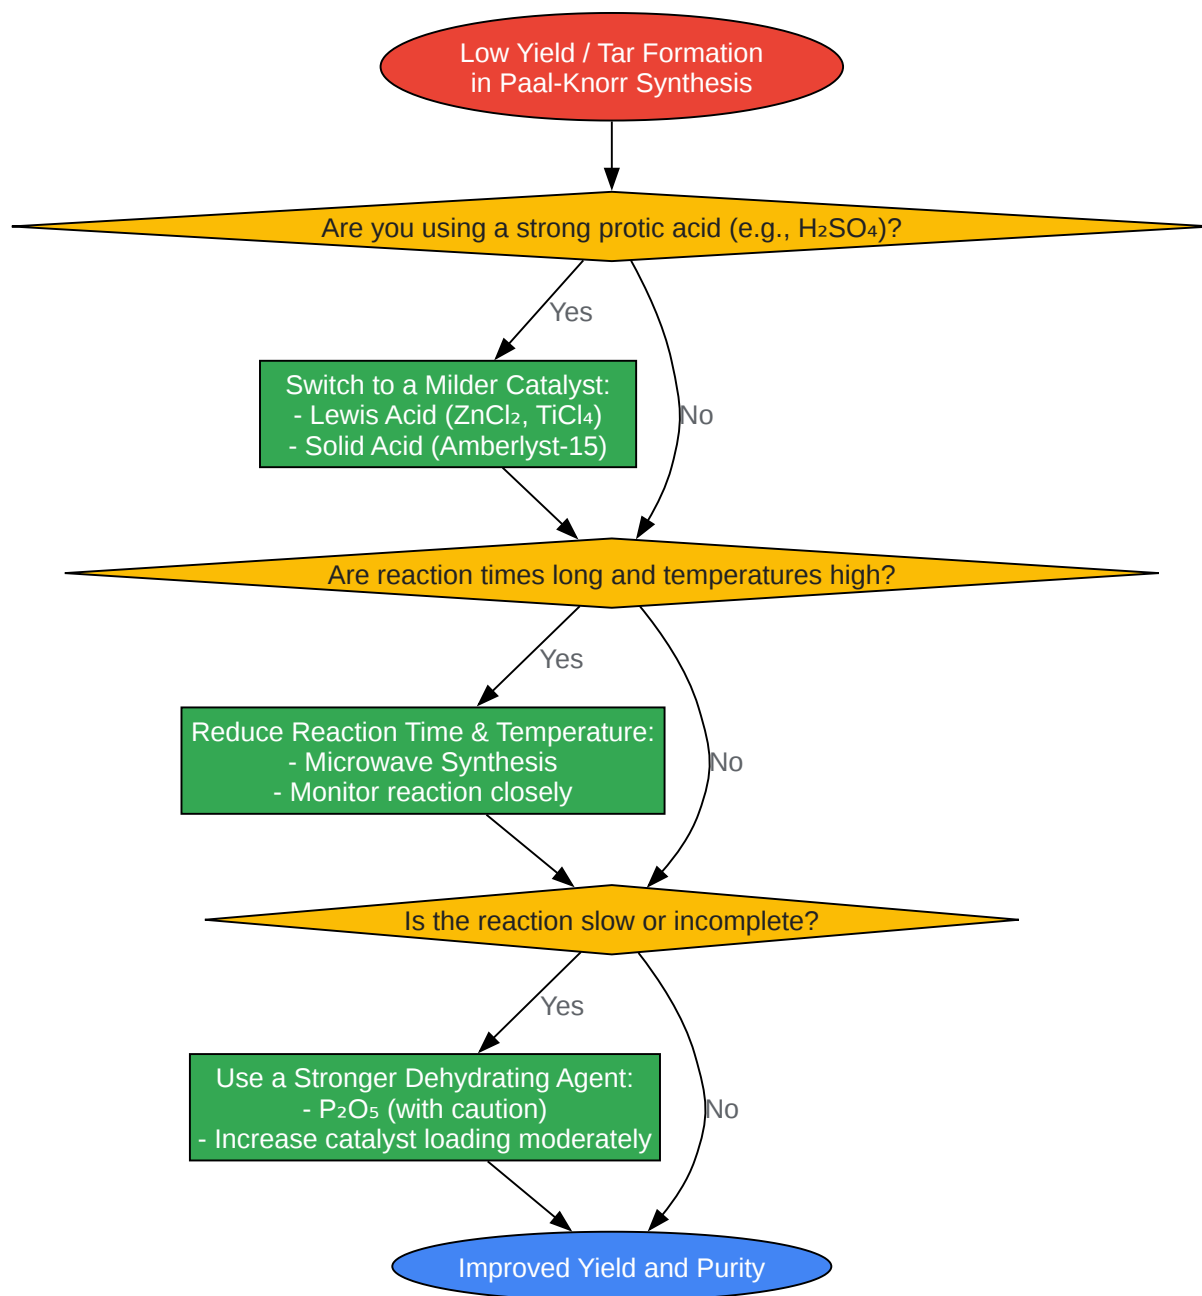 Low Yield / Tar Formation
in Paal-Knorr Synthesis
Are you using a strong protic acid (e.g., H₂SO₄)?
Yes
Switch to a Milder Catalyst:
- Lewis Acid (ZnCl₂, TiCl₄)
- Solid Acid (Amberlyst-15)
No
Are reaction times long and temperatures high?
Yes
Reduce Reaction Time & Temperature:
- Microwave Synthesis
- Monitor reaction closely
No
Is the reaction slow or incomplete?
Yes
Use a Stronger Dehydrating Agent:
- P₂O₅ (with caution)
- Increase catalyst loading moderately
No
Improved Yield and Purity